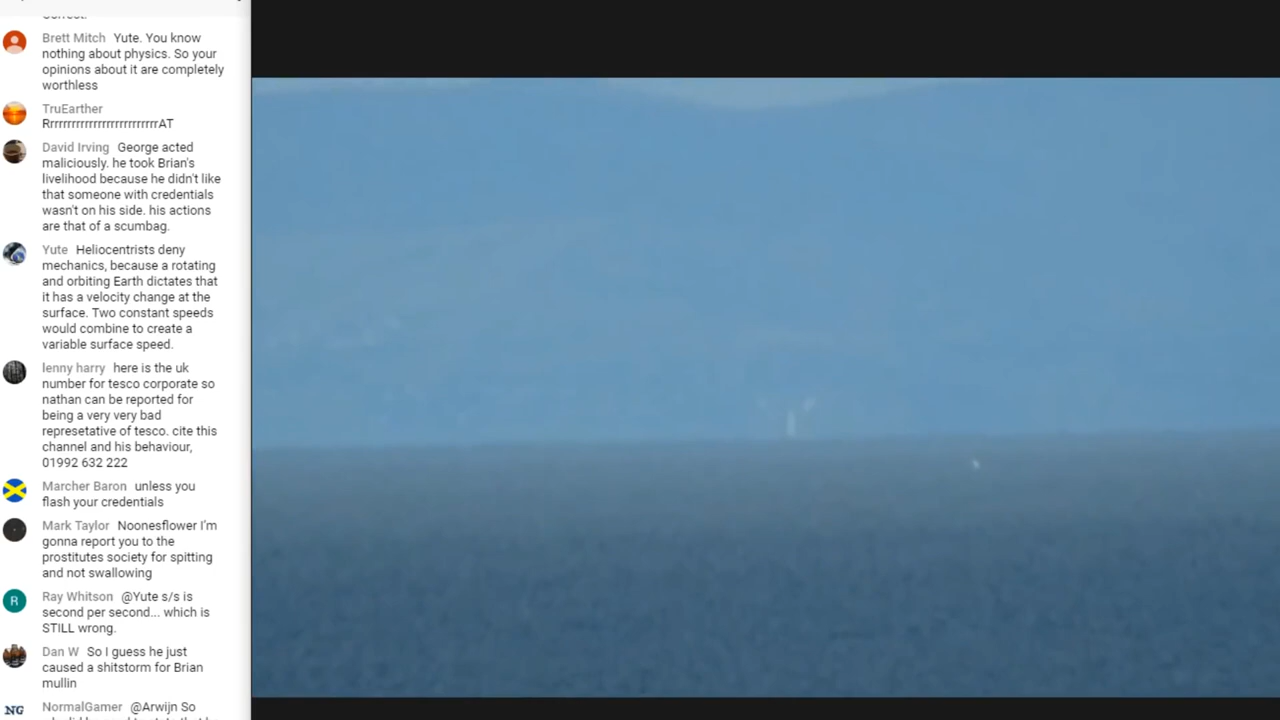 Correct.
Brett Mitch Yute. You know
nothing about physics. So your
opinions about it are completely
worthless
TruEarther
RrrrrrrrrrrrrrrrrrrrrrrrrAT
David Irving George acted
maliciously. he took Brian's
livelihood because he didn't like
that someone with credentials
wasn't on his side. his actions
are that of a scumbag.
Yute Heliocentrists deny
mechanics, because a rotating
and orbiting Earth dictates that
it has a velocity change at the
surface. Two constant speeds
would combine to create a
variable surface speed.
lenny harry here is the uk
number for tesco corporate so
nathan can be reported for
being a very very bad
represetative of tesco. cite this
channel and his behaviour,
01992 632 222
Marcher Baron unless you
flash your credentials
Mark Taylor Noonesflower I'm
gonna report you to the
prostitutes society for spitting
and not swallowing
R Ray Whitson @Yute s/s is
second per second... which is
STILL wrong.
Dan W So I guess he just
caused a shitstorm for Brian
mullin
NG NormalGamer @Arwijn So